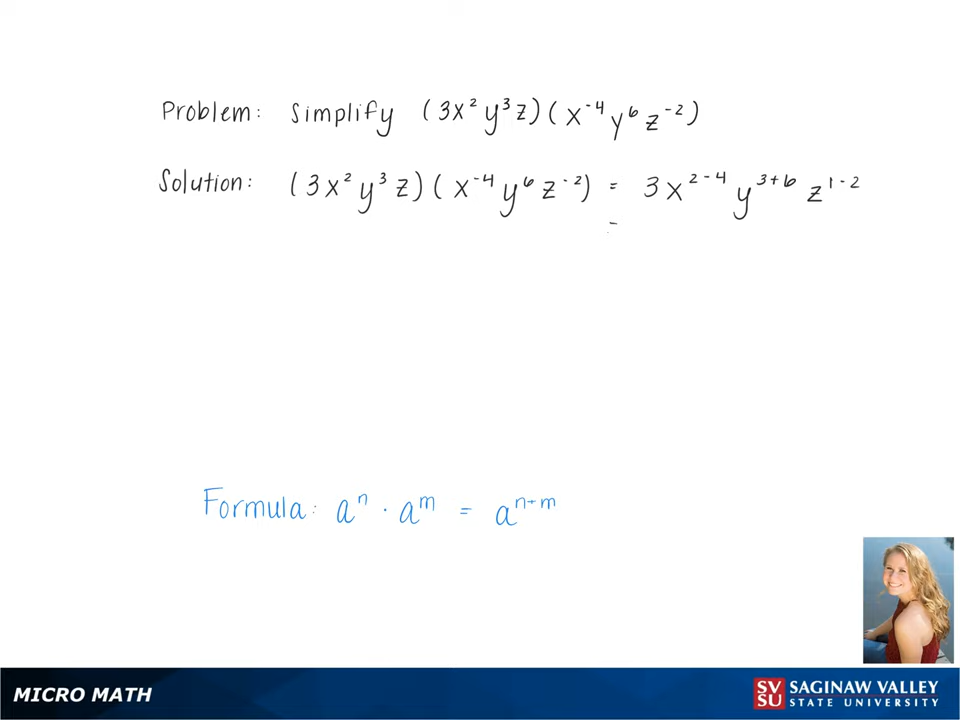 Problem: Simplify (3x²y³z)(x⁻⁴y⁶z⁻²)
Solution: (3x²y³z)(x⁻⁴y⁶z⁻²) = 3x²⁻⁴y³⁺⁶z¹⁻²
=
Formula: aⁿ · aᵐ = aⁿ⁺ᵐ
MICRO MATH
SV SU SAGINAW VALLEY
STATE UNIVERSITY